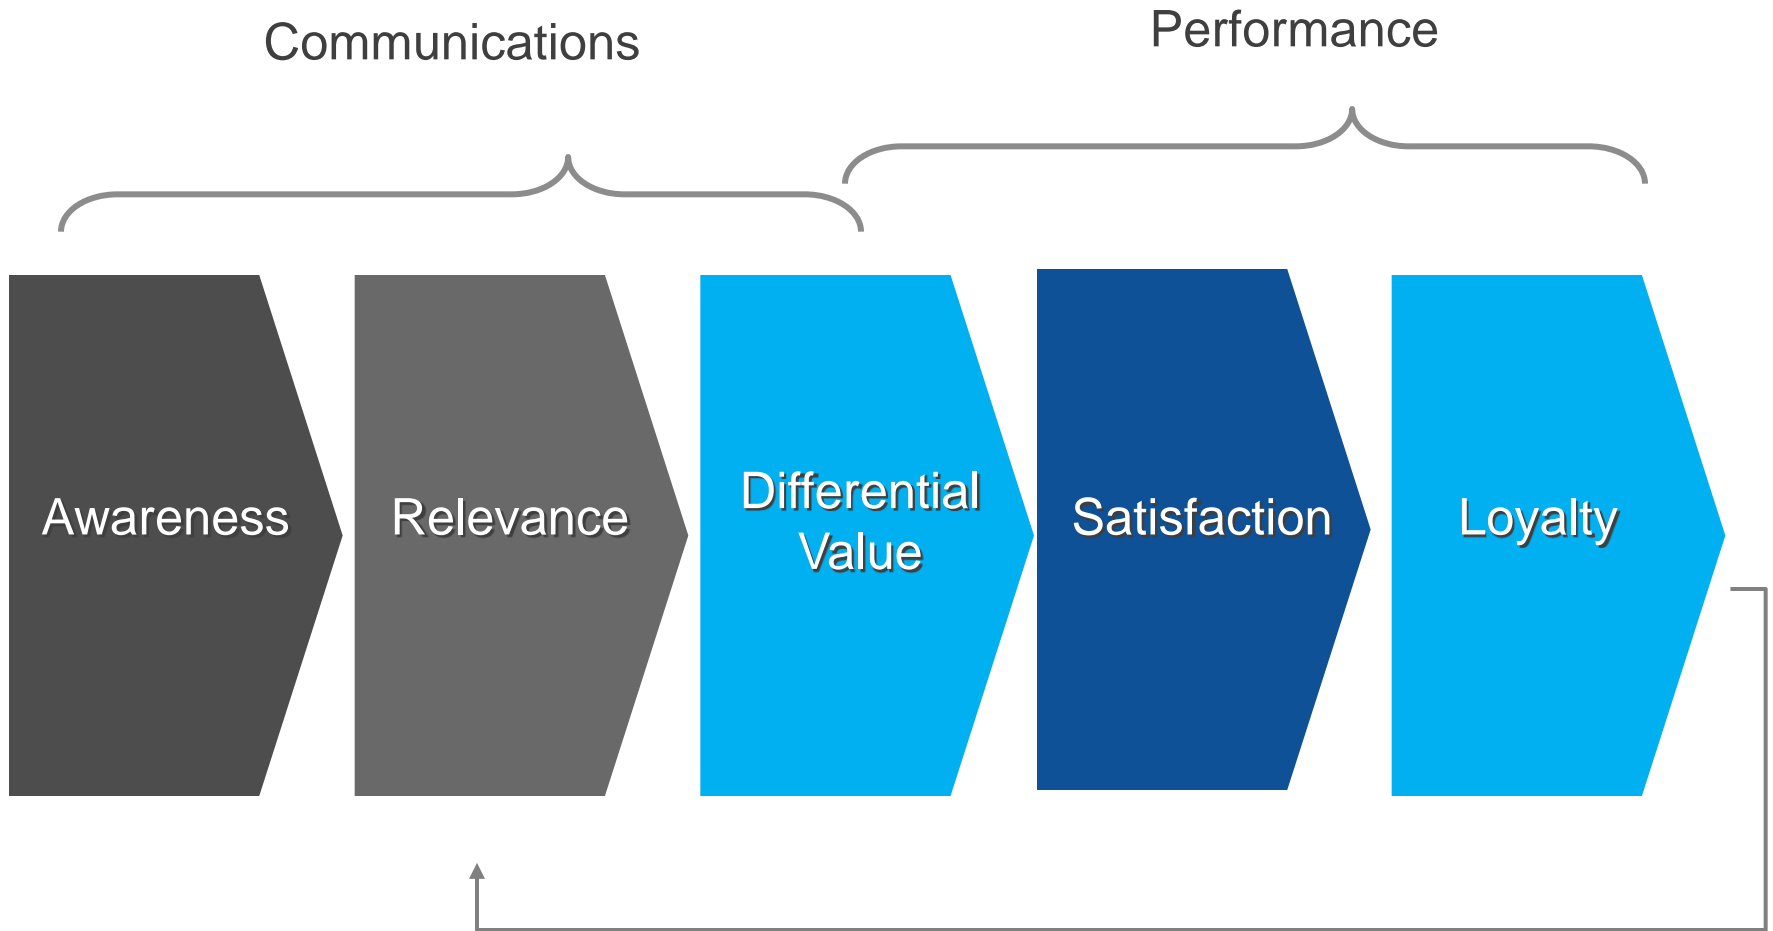 Communications
Performance
Awareness
Relevance
Differential
Value
Satisfaction
Loyalty